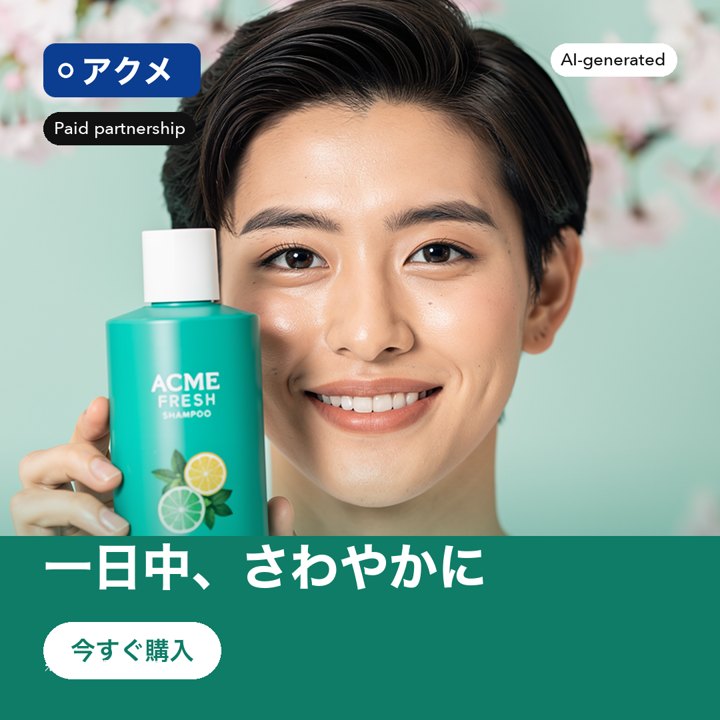 アクメ
AI-generated
Paid partnership
ACME
FRESH
SHAMPOO
一日中、さわやかに
今すぐ購入